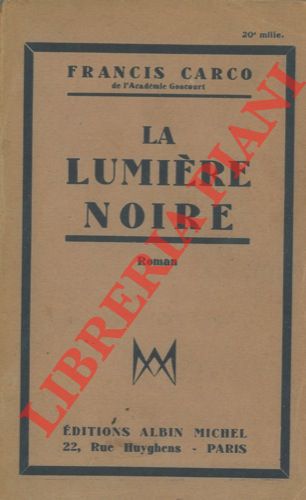 20e mille.
FRANCIS CARCO
de l'Académie Goncourt
LA
LUMIÈRE
NOIRE
Roman
AM
ÉDITIONS ALBIN MICHEL
22, Rue Huyghens - PARIS
LIBRERIA PIANI